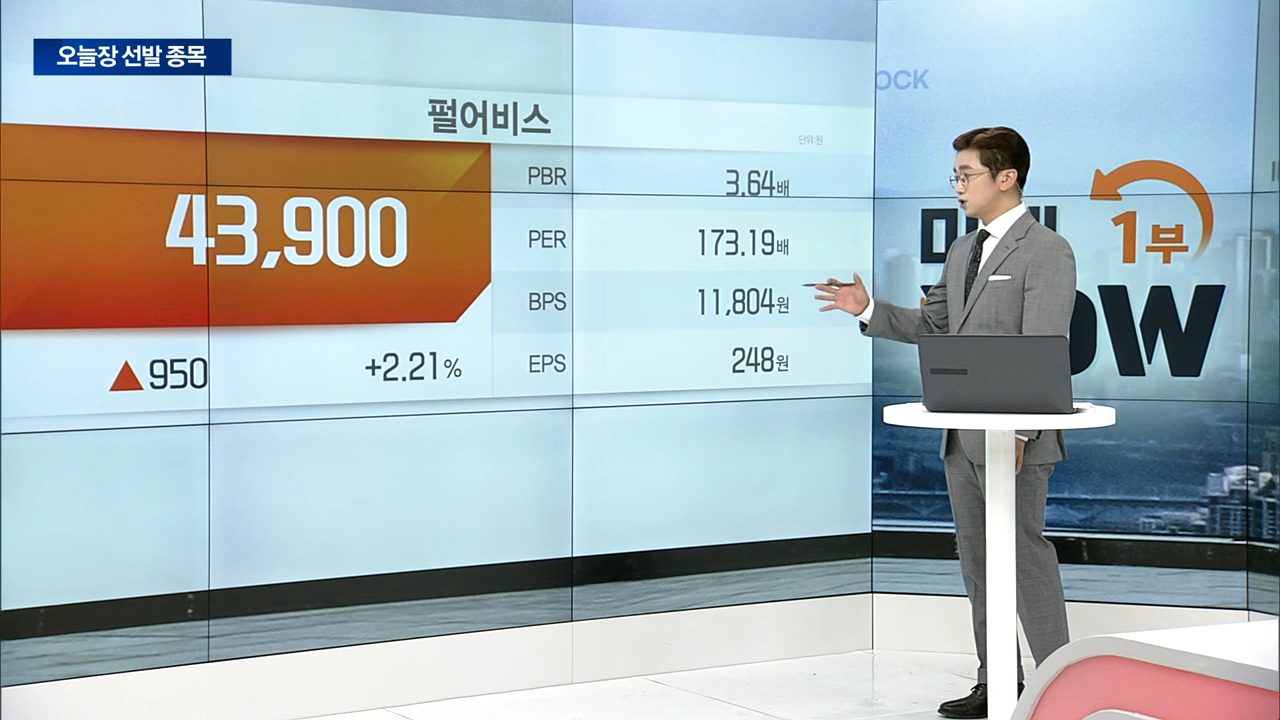 오늘장 선발 종목
펄어비스
단위:원
43,900
▲950 +2.21%
PBR 3.64배
PER 173.19배
BPS 11,804원
EPS 248원
OCK
1부
OW